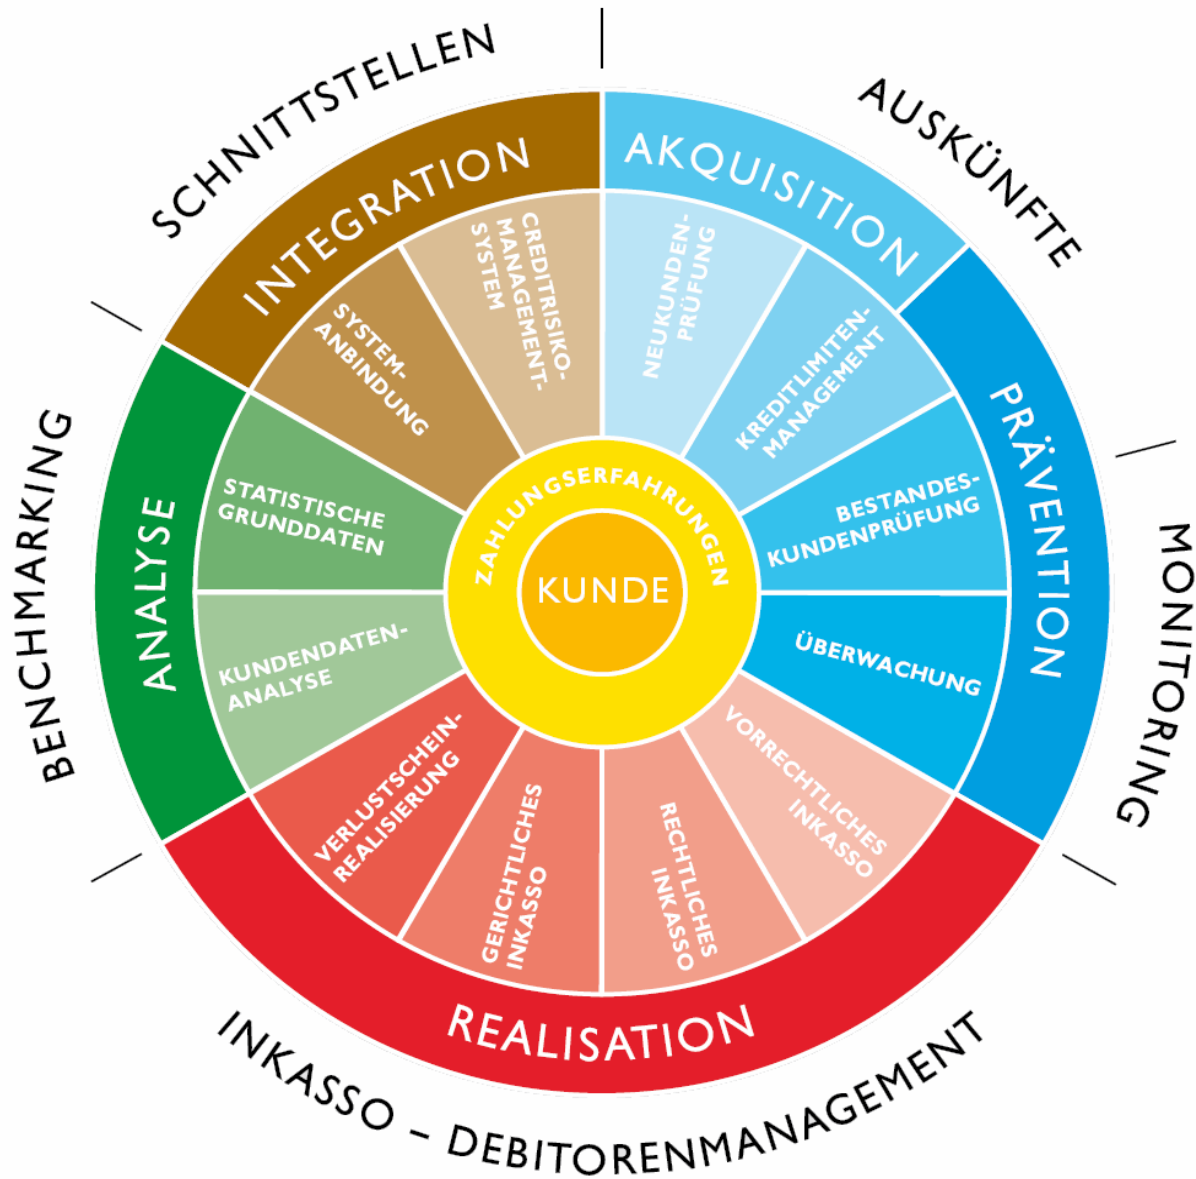 SCHNITTSTELLEN
AUSKÜNFTE
MONITORING
INKASSO – DEBITORENMANAGEMENT
BENCHMARKING
INTEGRATION
AKQUISITION
PRÄVENTION
REALISATION
ANALYSE
NEUKUNDEN-
PRÜFUNG
KREDITLIMITEN-
MANAGEMENT
BESTANDES-
KUNDENPRÜFUNG
ÜBERWACHUNG
VORRECHTLICHES
INKASSO
RECHTLICHES
INKASSO
GERICHTLICHES
INKASSO
VERLUSTSCHEIN-
REALISIERUNG
KUNDENDATEN-
ANALYSE
STATISTISCHE
GRUNDDATEN
SYSTEM-
ANBINDUNG
CREDITRISIKO-
MANAGEMENT-
SYSTEM
ZAHLUNGSERFAHRUNGEN
KUNDE